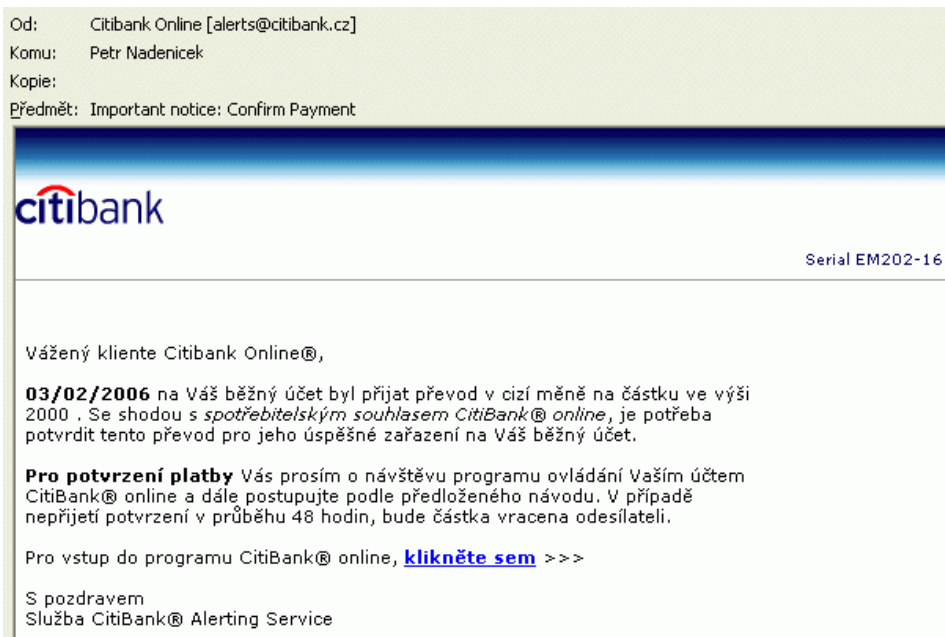 Od: Citibank Online [alerts@citibank.cz]
Komu: Petr Nadenicek
Kopie:
Předmět: Important notice: Confirm Payment
citibank
Serial EM202-16
Vážený kliente Citibank Online®,
03/02/2006 na Váš běžný účet byl přijat převod v cizí měně na částku ve výši
2000 . Se shodou s spotřebitelským souhlasem CitiBank® online, je potřeba
potvrdit tento převod pro jeho úspěšné zařazení na Váš běžný účet.
Pro potvrzení platby Vás prosím o návštěvu programu ovládání Vaším účtem
CitiBank® online a dále postupujte podle předloženého návodu. V případě
nepřijetí potvrzení v průběhu 48 hodin, bude částka vracena odesílateli.
Pro vstup do programu CitiBank® online, klikněte sem >>>
S pozdravem
Služba CitiBank® Alerting Service